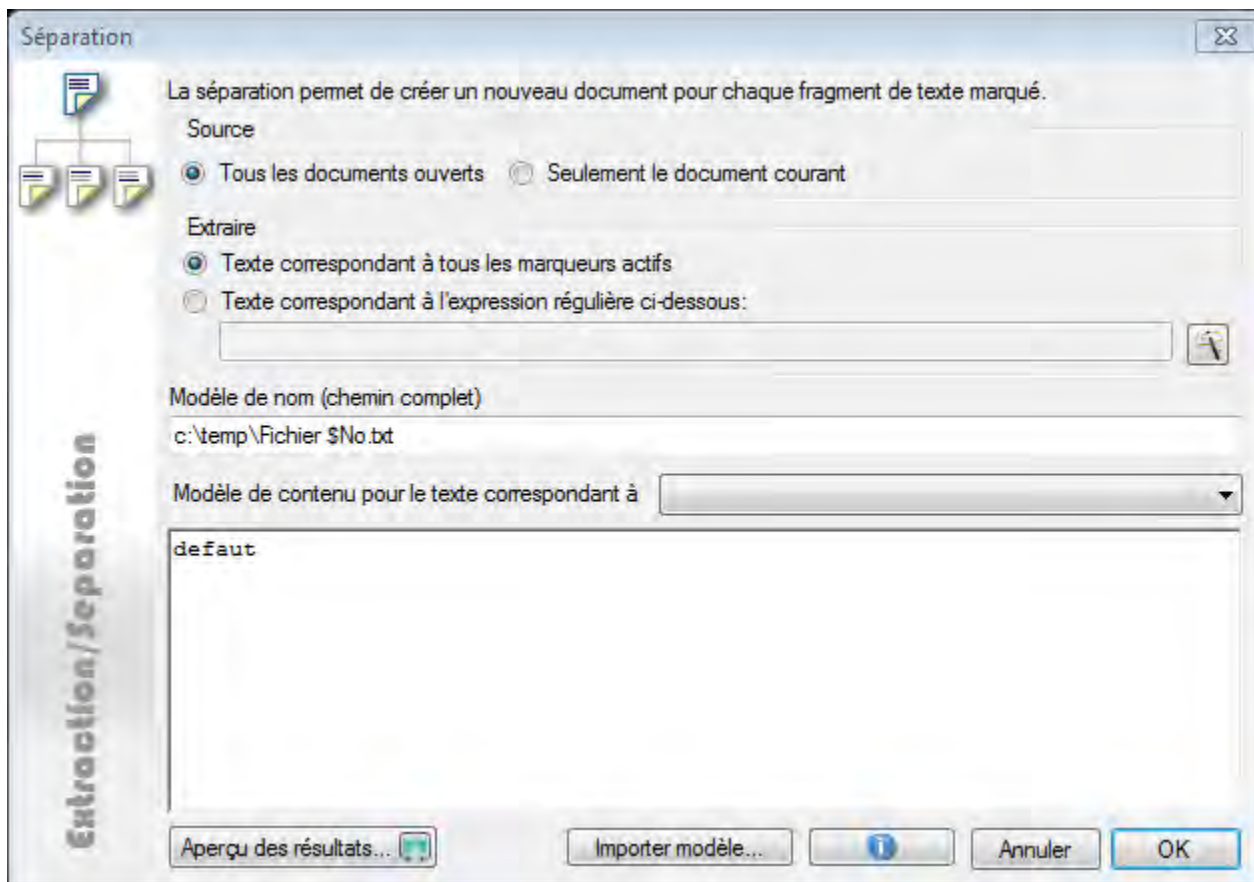 Séparation
La séparation permet de créer un nouveau document pour chaque fragment de texte marqué.
Source
Tous les documents ouverts Seulement le document courant
Extraire
Texte correspondant à tous les marqueurs actifs
Texte correspondant à l'expression régulière ci-dessous:
Modèle de nom (chemin complet)
c:\temp\Fichier $No.txt
Modèle de contenu pour le texte correspondant à
defaut
Extraction/Separation
Aperçu des résultats... Importer modèle... Annuler OK